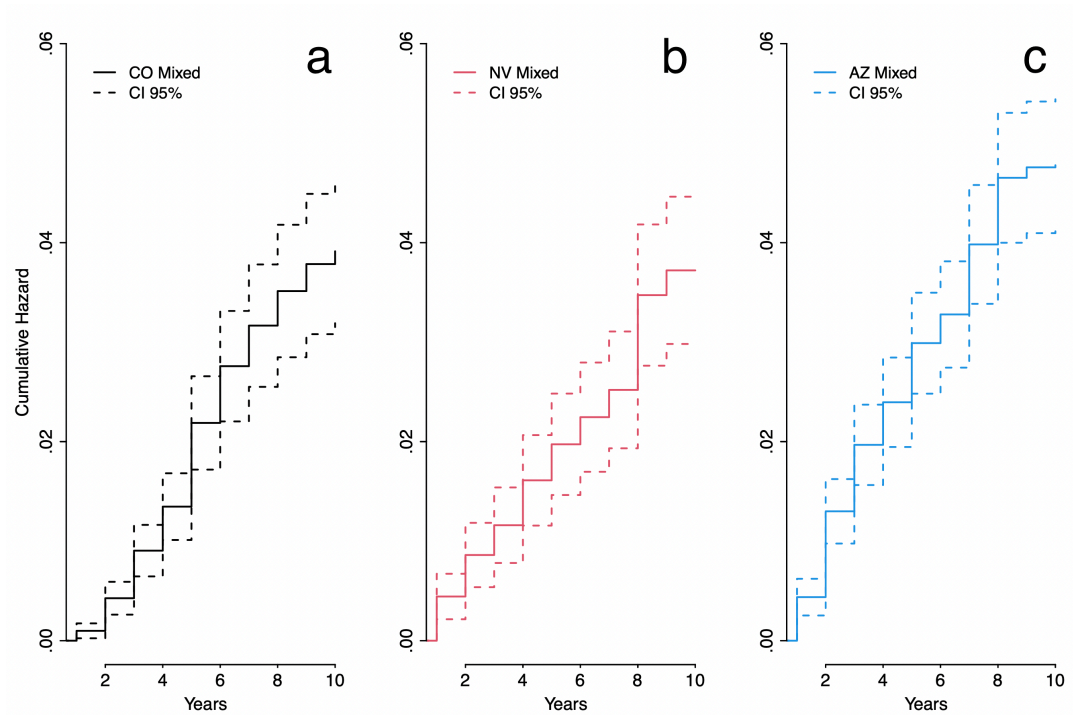 a
CO Mixed
CI 95%
.06
.04
.02
.00
Cumulative Hazard
2 4 6 8 10
Years
b
NV Mixed
CI 95%
.06
.04
.02
.00
2 4 6 8 10
Years
c
AZ Mixed
CI 95%
.06
.04
.02
.00
2 4 6 8 10
Years